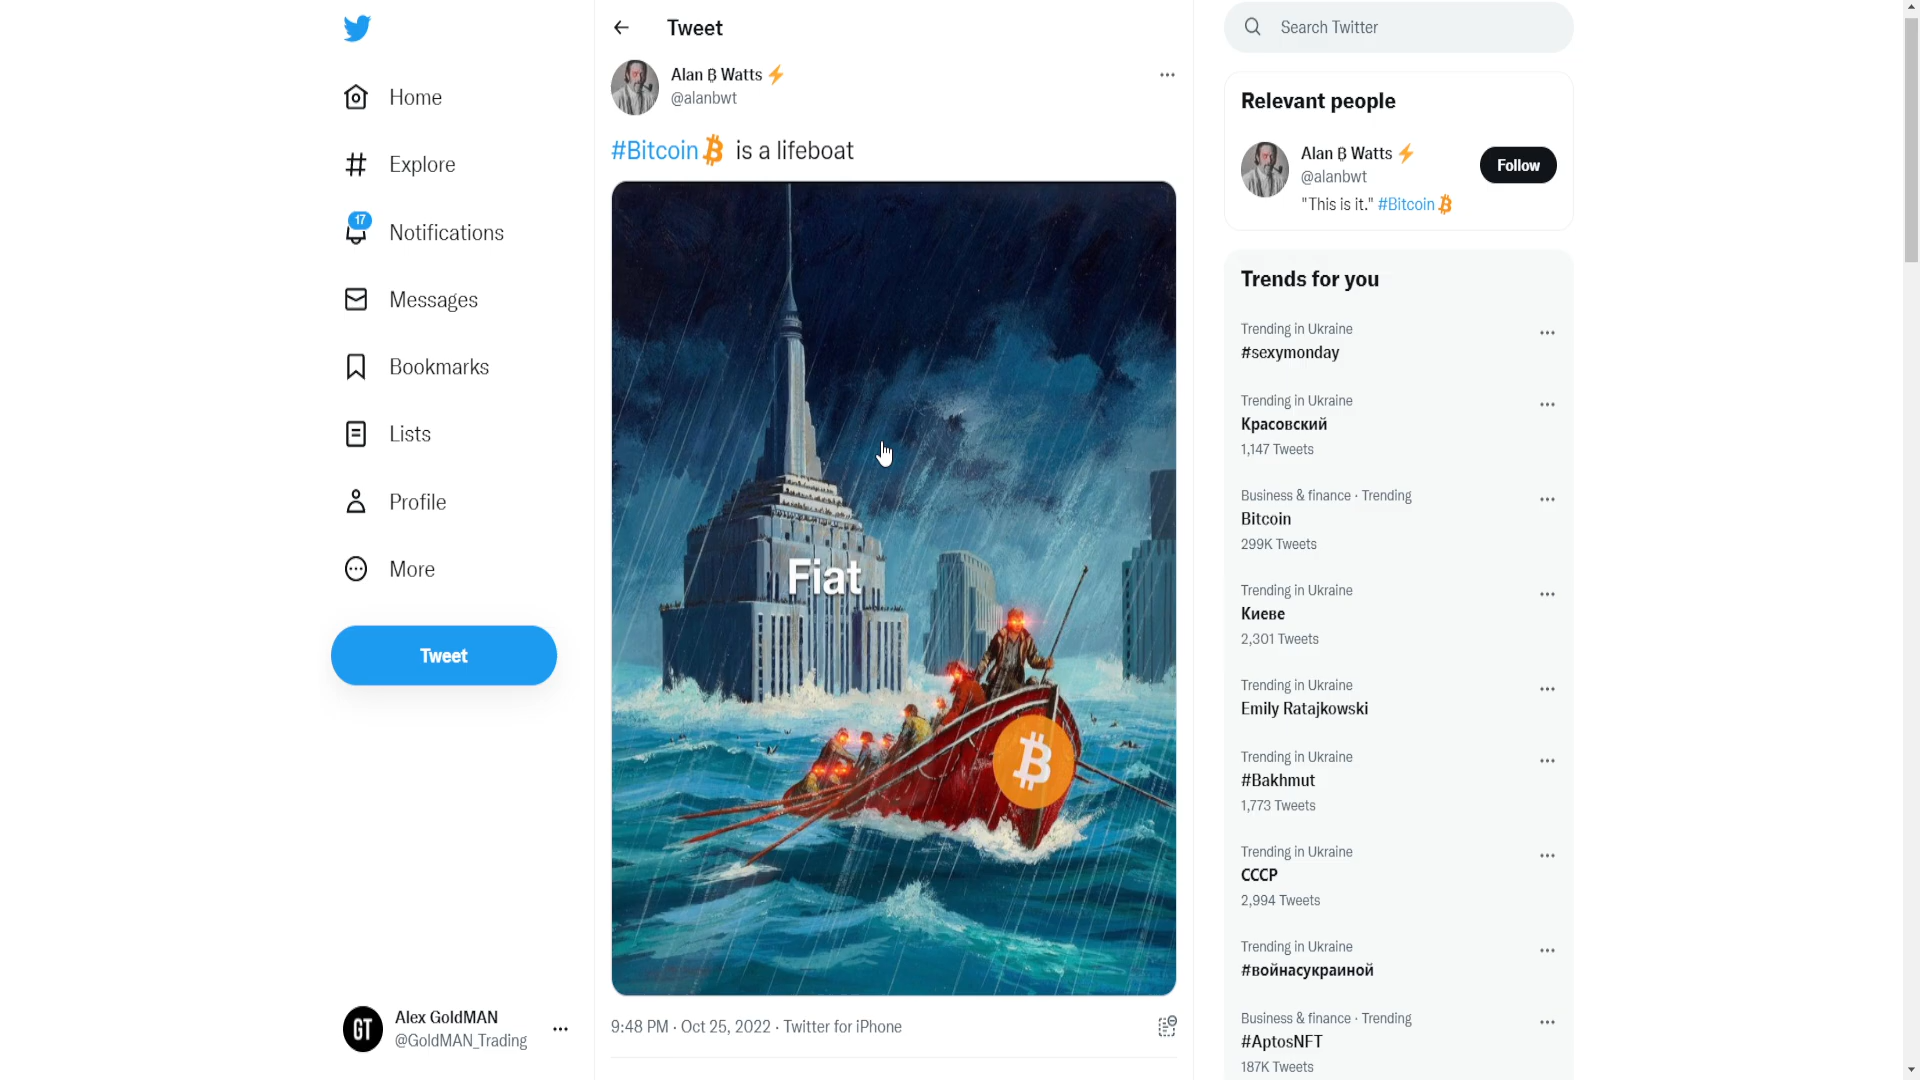 Home
Explore
17
Notifications
Messages
Bookmarks
Lists
Profile
More
Tweet
GT
Alex GoldMAN
@GoldMAN_Trading
Tweet
Alan ₿ Watts ⚡
@alanbwt
#Bitcoin₿ is a lifeboat
Fiat
₿
9:48 PM · Oct 25, 2022 · Twitter for iPhone
Search Twitter
Relevant people
Alan ₿ Watts ⚡
@alanbwt
Follow
"This is it." #Bitcoin₿
Trends for you
Trending in Ukraine
#sexymonday
Trending in Ukraine
Красовский
1,147 Tweets
Business & finance · Trending
Bitcoin
299K Tweets
Trending in Ukraine
Киеве
2,301 Tweets
Trending in Ukraine
Emily Ratajkowski
Trending in Ukraine
#Bakhmut
1,773 Tweets
Trending in Ukraine
СССР
2,994 Tweets
Trending in Ukraine
#войнасукраиной
Business & finance · Trending
#AptosNFT
187K Tweets